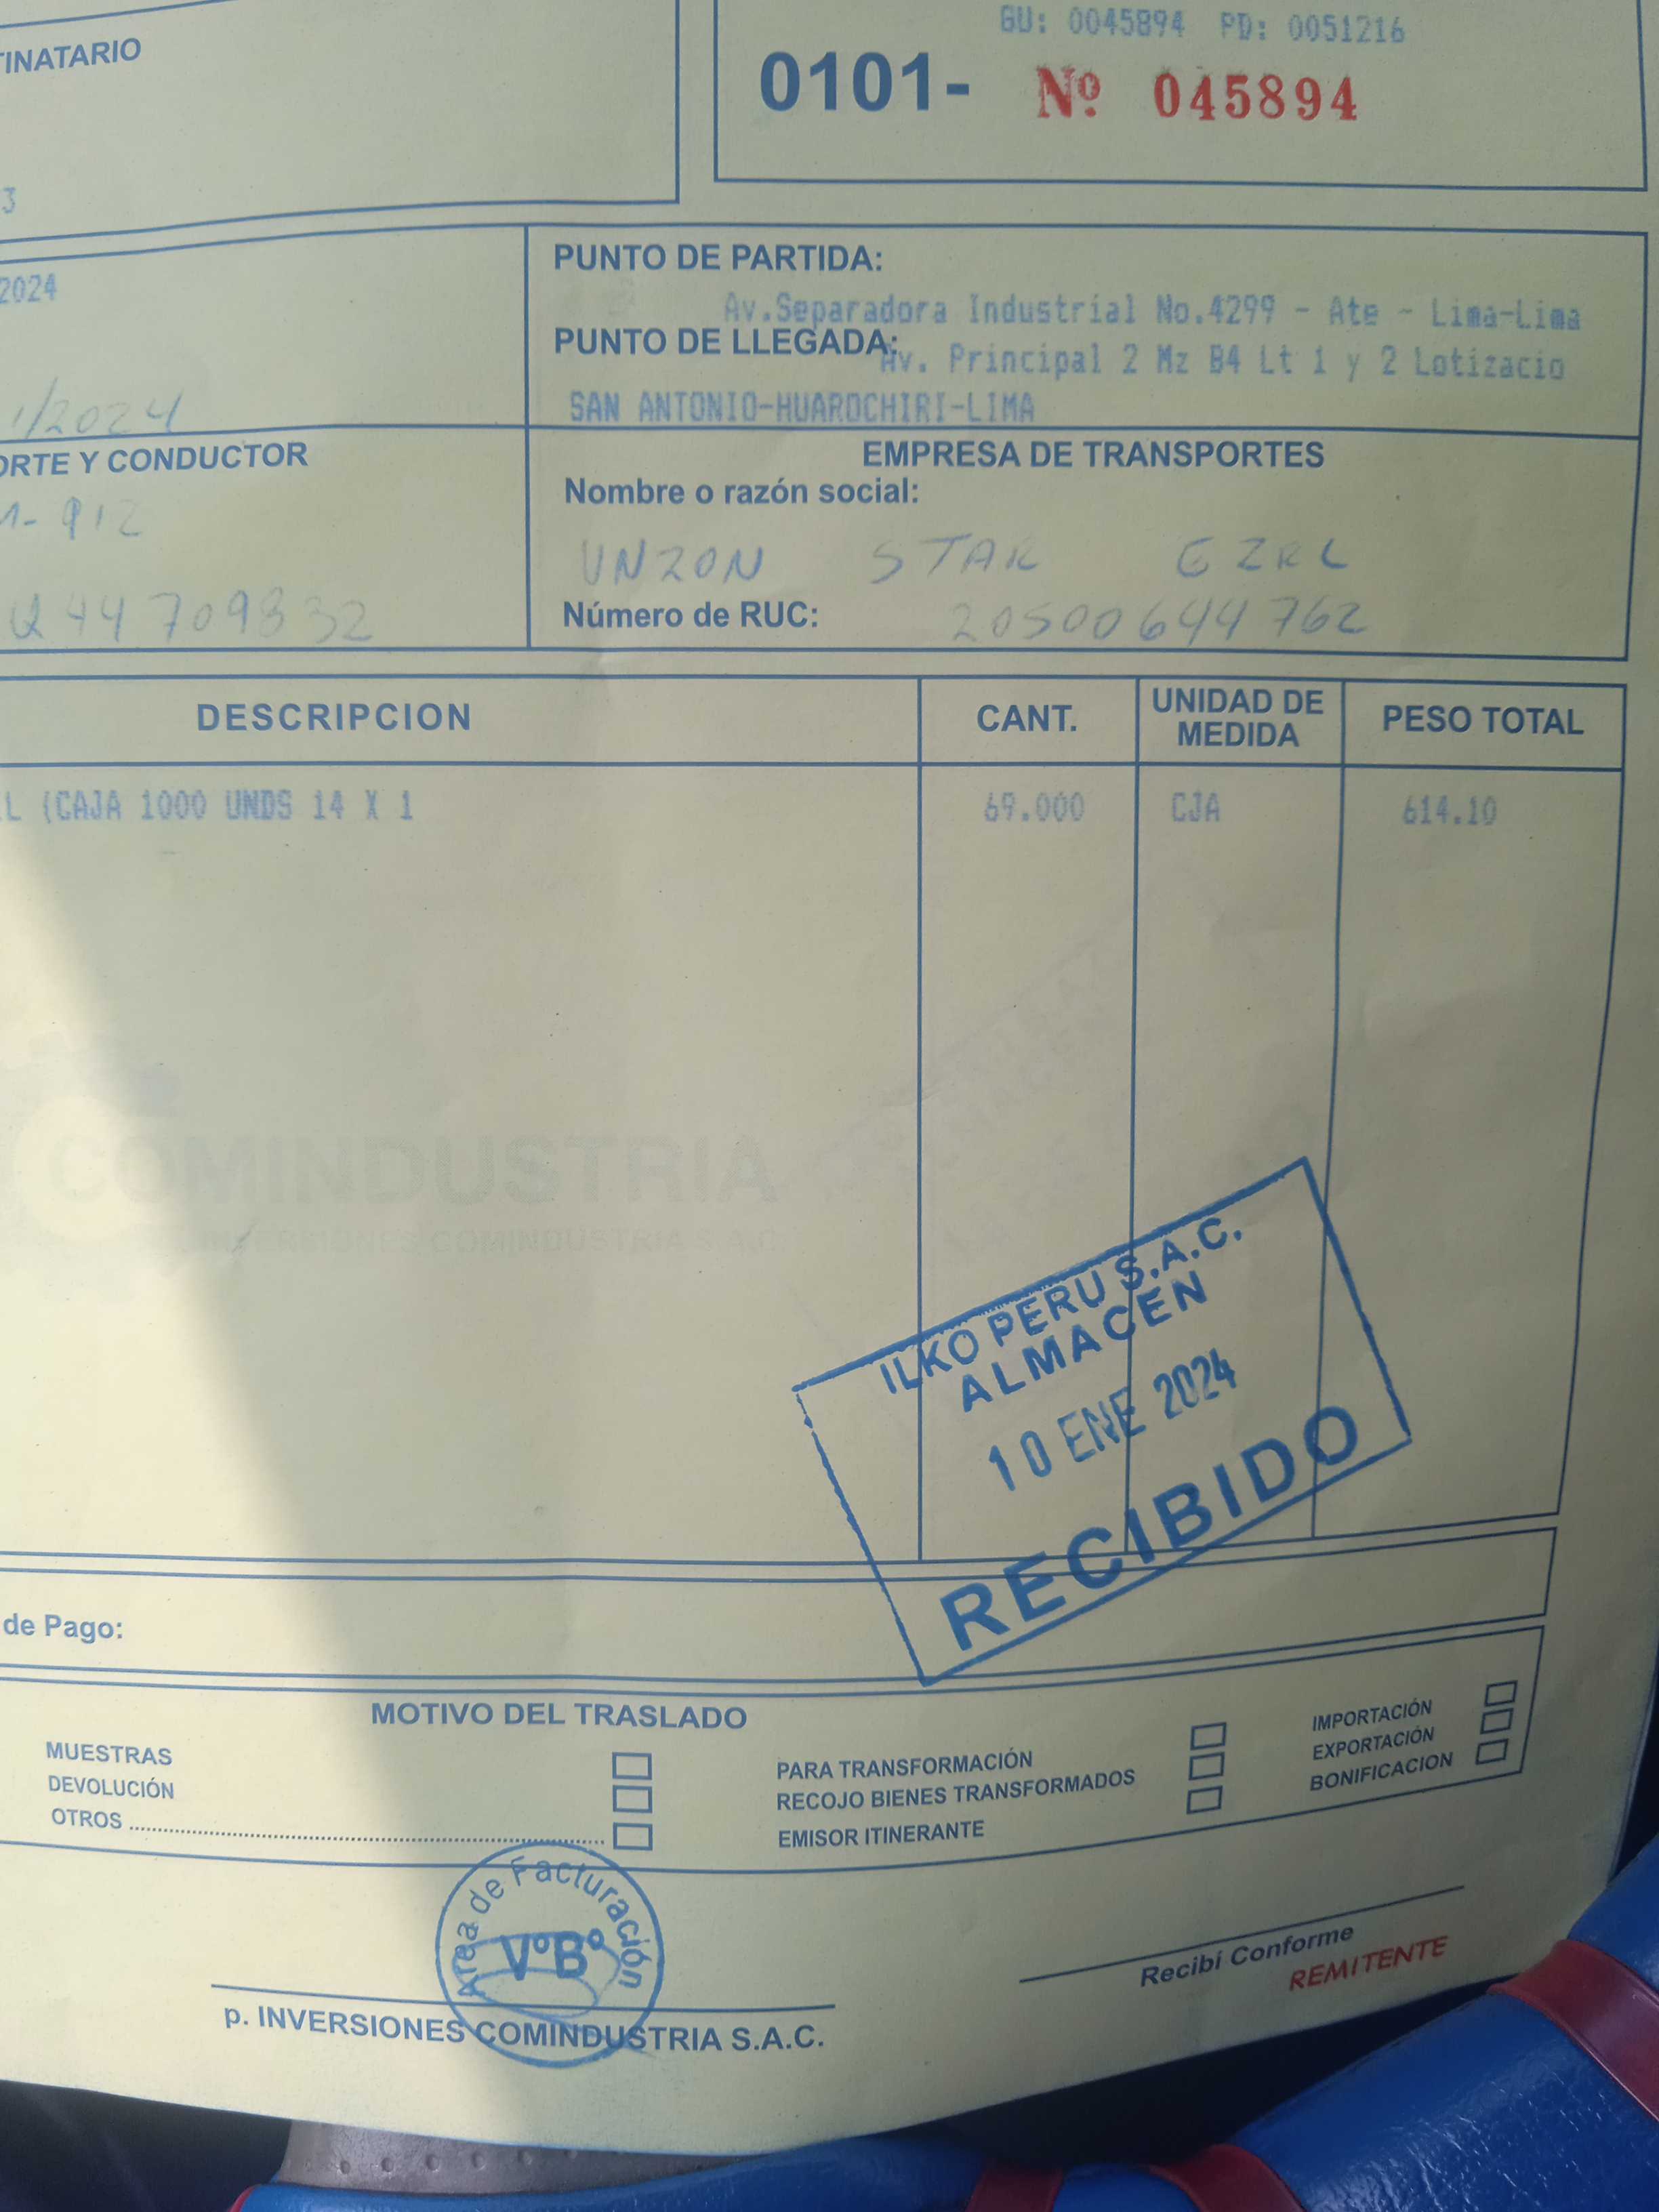 GU: 0045894 PD: 0051216
TINATARIO
0101- Nº 045894
3
2024
PUNTO DE PARTIDA:
Av.Separadora Industrial No.4299 - Ate - Lima-Lima
PUNTO DE LLEGADA:
Av. Principal 2 Mz B4 Lt 1 y 2 Lotizacio
SAN ANTONIO-HUAROCHIRI-LIMA
1/2024
ORTE Y CONDUCTOR
EMPRESA DE TRANSPORTES
Nombre o razón social:
-912
UNZON STAR EZRL
Número de RUC: 20500644762
Q44709832
DESCRIPCION CANT. UNIDAD DE MEDIDA PESO TOTAL
L (CAJA 1000 UNDS 14 X 1 69.000 CJA 614.10
COMINDUSTRIA
INVERSIONES COMINDUSTRIA S.A.C.
ILKO PERU S.A.C.
ALMACEN
10 ENE 2024
RECIBIDO
de Pago:
MOTIVO DEL TRASLADO
MUESTRAS
DEVOLUCIÓN
OTROS
PARA TRANSFORMACIÓN
RECOJO BIENES TRANSFORMADOS
EMISOR ITINERANTE
IMPORTACIÓN
EXPORTACIÓN
BONIFICACION
Area de Facturación
VºBº
p. INVERSIONES COMINDUSTRIA S.A.C.
Recibí Conforme
REMITENTE